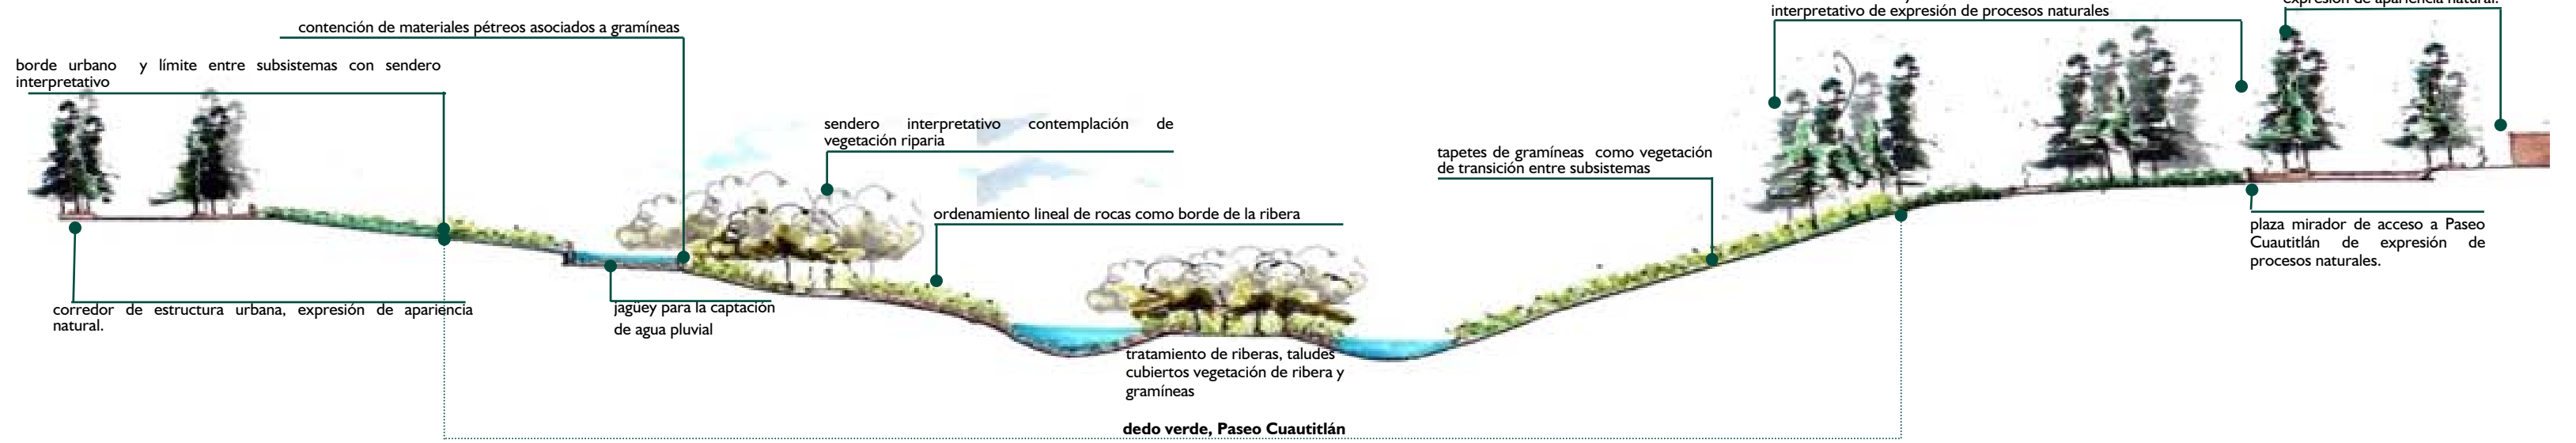 interpretativo de expresión de procesos naturales
expresión de apariencia natural.
contención de materiales pétreos asociados a gramíneas
borde urbano y límite entre subsistemas con sendero
interpretativo
sendero interpretativo contemplación de
vegetación riparia
tapetes de gramíneas como vegetación
de transición entre subsistemas
ordenamiento lineal de rocas como borde de la ribera
plaza mirador de acceso a Paseo
Cuautitlán de expresión de
procesos naturales.
corredor de estructura urbana, expresión de apariencia
natural.
jagüey para la captación
de agua pluvial
tratamiento de riberas, taludes
cubiertos vegetación de ribera y
gramíneas
dedo verde, Paseo Cuautitlán